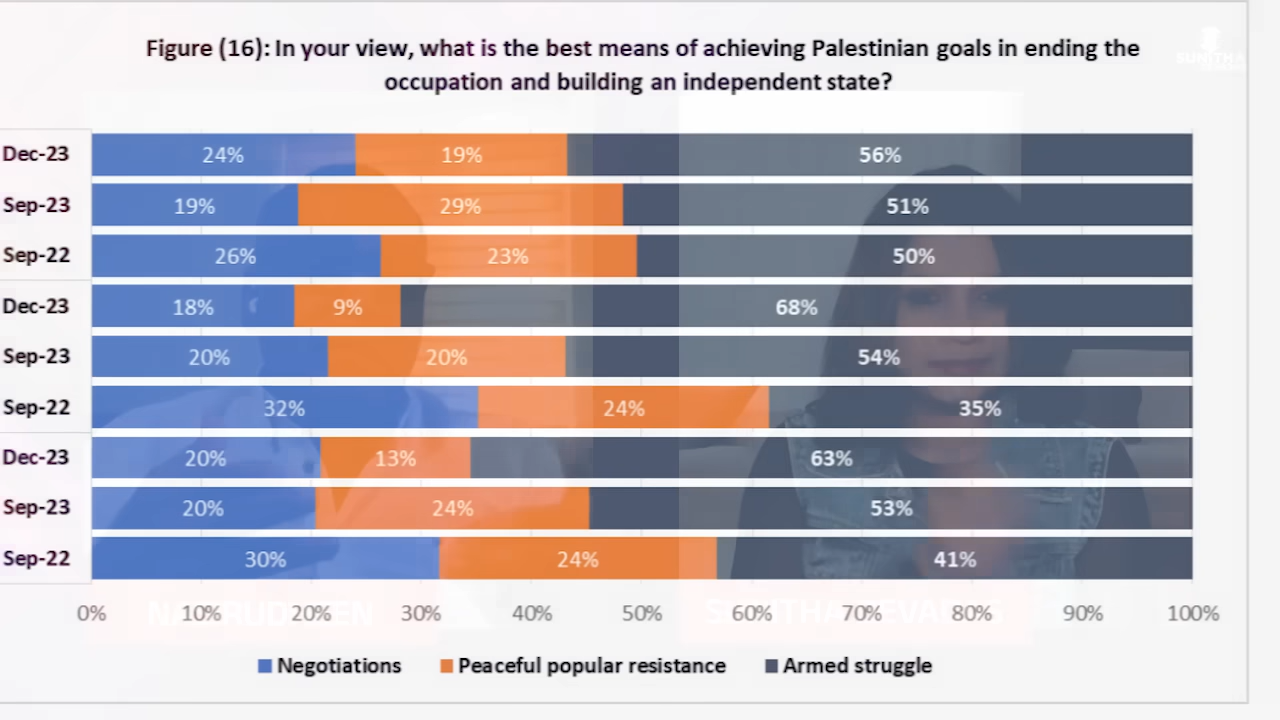 Figure (16): In your view, what is the best means of achieving Palestinian goals in ending the
occupation and building an independent state?
Dec-23 24% 19% 56%
Sep-23 19% 29% 51%
Sep-22 26% 23% 50%
Dec-23 18% 9% 68%
Sep-23 20% 20% 54%
Sep-22 32% 24% 35%
Dec-23 20% 13% 63%
Sep-23 20% 24% 53%
Sep-22 30% 24% 41%
0% 10% 20% 30% 40% 50% 60% 70% 80% 90% 100%
Negotiations Peaceful popular resistance Armed struggle